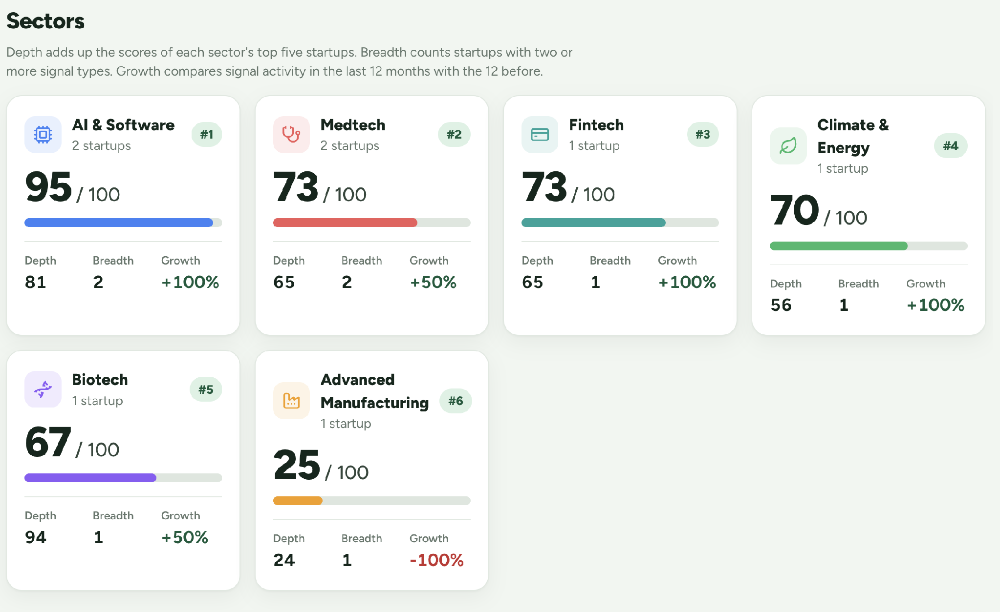 Sectors
Depth adds up the scores of each sector's top five startups. Breadth counts startups with two or
more signal types. Growth compares signal activity in the last 12 months with the 12 before.
AI & Software
2 startups
#1
95 / 100
Depth Breadth Growth
81 2 +100%
Medtech
2 startups
#2
73 / 100
Depth Breadth Growth
65 2 +50%
Fintech
1 startup
#3
73 / 100
Depth Breadth Growth
65 1 +100%
Climate &
Energy
1 startup
#4
70 / 100
Depth Breadth Growth
56 1 +100%
Biotech
1 startup
#5
67 / 100
Depth Breadth Growth
94 1 +50%
Advanced
Manufacturing
1 startup
#6
25 / 100
Depth Breadth Growth
24 1 -100%